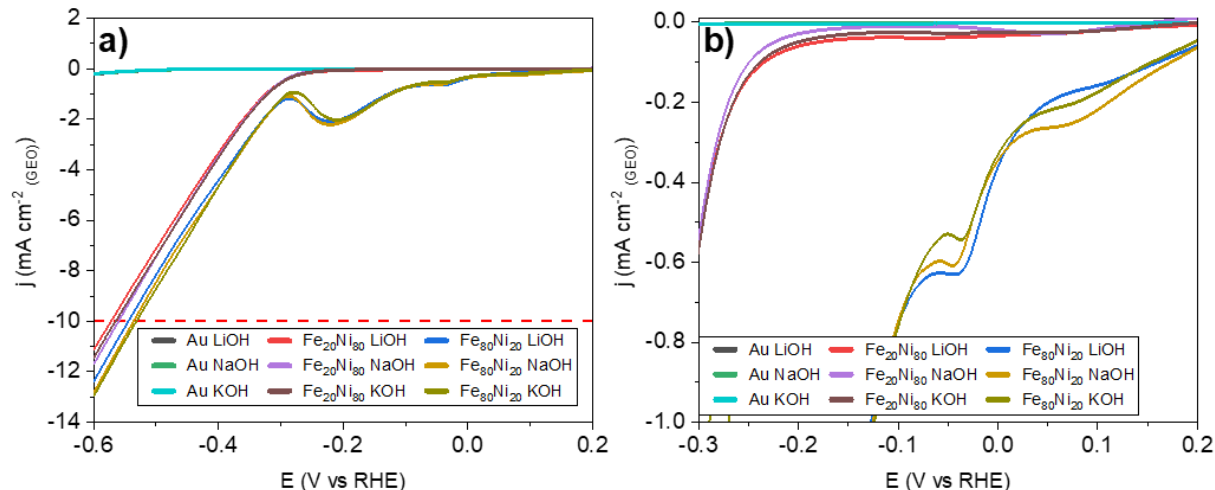 a)
2
0
-2
-4
-6
-8
-10
-12
-14
j (mA cm⁻² (GEO))
Au LiOH Fe₂₀Ni₈₀ LiOH Fe₈₀Ni₂₀ LiOH
Au NaOH Fe₂₀Ni₈₀ NaOH Fe₈₀Ni₂₀ NaOH
Au KOH Fe₂₀Ni₈₀ KOH Fe₈₀Ni₂₀ KOH
-0.6 -0.4 -0.2 0.0 0.2
E (V vs RHE)
b)
0.0
-0.2
-0.4
-0.6
-0.8
-1.0
j (mA cm⁻² (GEO))
Au LiOH Fe₂₀Ni₈₀ LiOH Fe₈₀Ni₂₀ LiOH
Au NaOH Fe₂₀Ni₈₀ NaOH Fe₈₀Ni₂₀ NaOH
Au KOH Fe₂₀Ni₈₀ KOH Fe₈₀Ni₂₀ KOH
-0.3 -0.2 -0.1 0.0 0.1 0.2
E (V vs RHE)